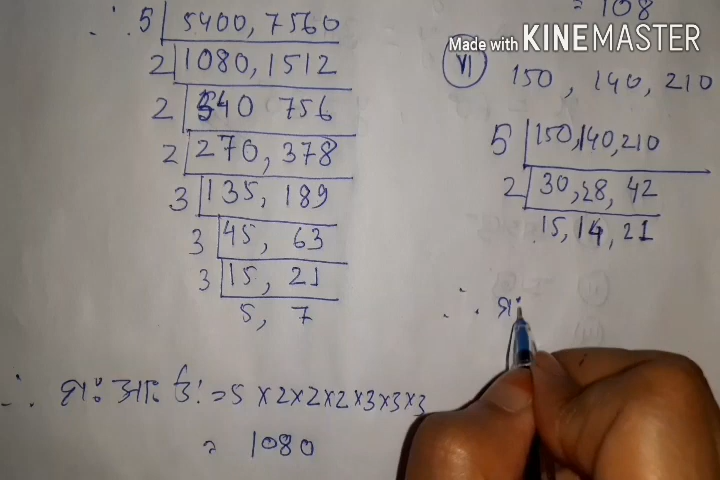 ∴ 5 | 5400, 7560
2 | 1080, 1512
2 | 540 756
2 | 270, 378
3 | 135, 189
3 | 45, 63
3 | 15, 21
5, 7
∴ গঃ সাঃ উঃ = 5 × 2 × 2 × 2 × 3 × 3 × 3
= 1080
= 108
Made with KINEMASTER
VI 150, 140, 210
5 | 150, 140, 210
2 | 30, 28, 42
15, 14, 21
∴ গঃ